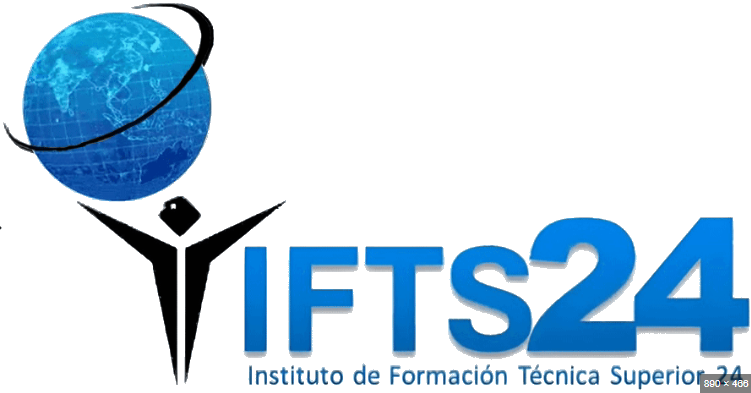 IFTS24
Instituto de Formación Técnica Superior 24
890 × 466